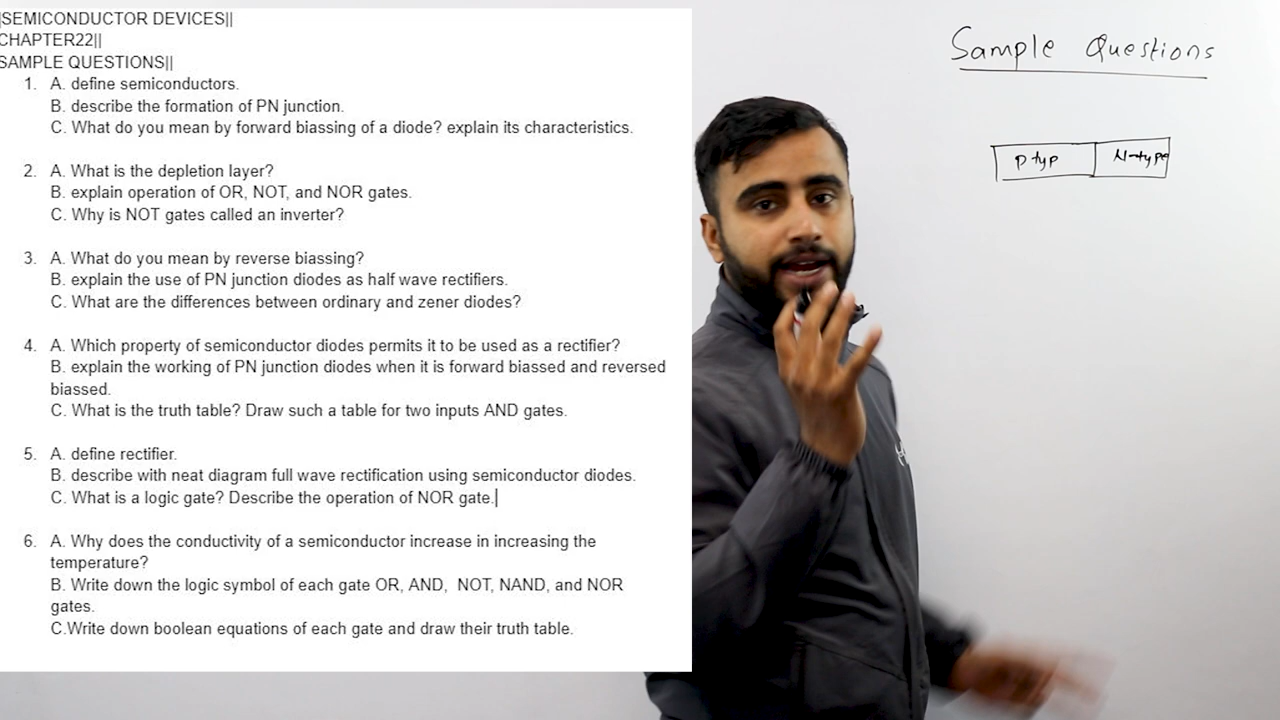 |SEMICONDUCTOR DEVICES||
CHAPTER22||
SAMPLE QUESTIONS||
1. A. define semiconductors.
B. describe the formation of PN junction.
C. What do you mean by forward biassing of a diode? explain its characteristics.
2. A. What is the depletion layer?
B. explain operation of OR, NOT, and NOR gates.
C. Why is NOT gates called an inverter?
3. A. What do you mean by reverse biassing?
B. explain the use of PN junction diodes as half wave rectifiers.
C. What are the differences between ordinary and zener diodes?
4. A. Which property of semiconductor diodes permits it to be used as a rectifier?
B. explain the working of PN junction diodes when it is forward biassed and reversed
biassed.
C. What is the truth table? Draw such a table for two inputs AND gates.
5. A. define rectifier.
B. describe with neat diagram full wave rectification using semiconductor diodes.
C. What is a logic gate? Describe the operation of NOR gate.
6. A. Why does the conductivity of a semiconductor increase in increasing the
temperature?
B. Write down the logic symbol of each gate OR, AND, NOT, NAND, and NOR
gates.
C.Write down boolean equations of each gate and draw their truth table.
Sample Questions
P typ N-type